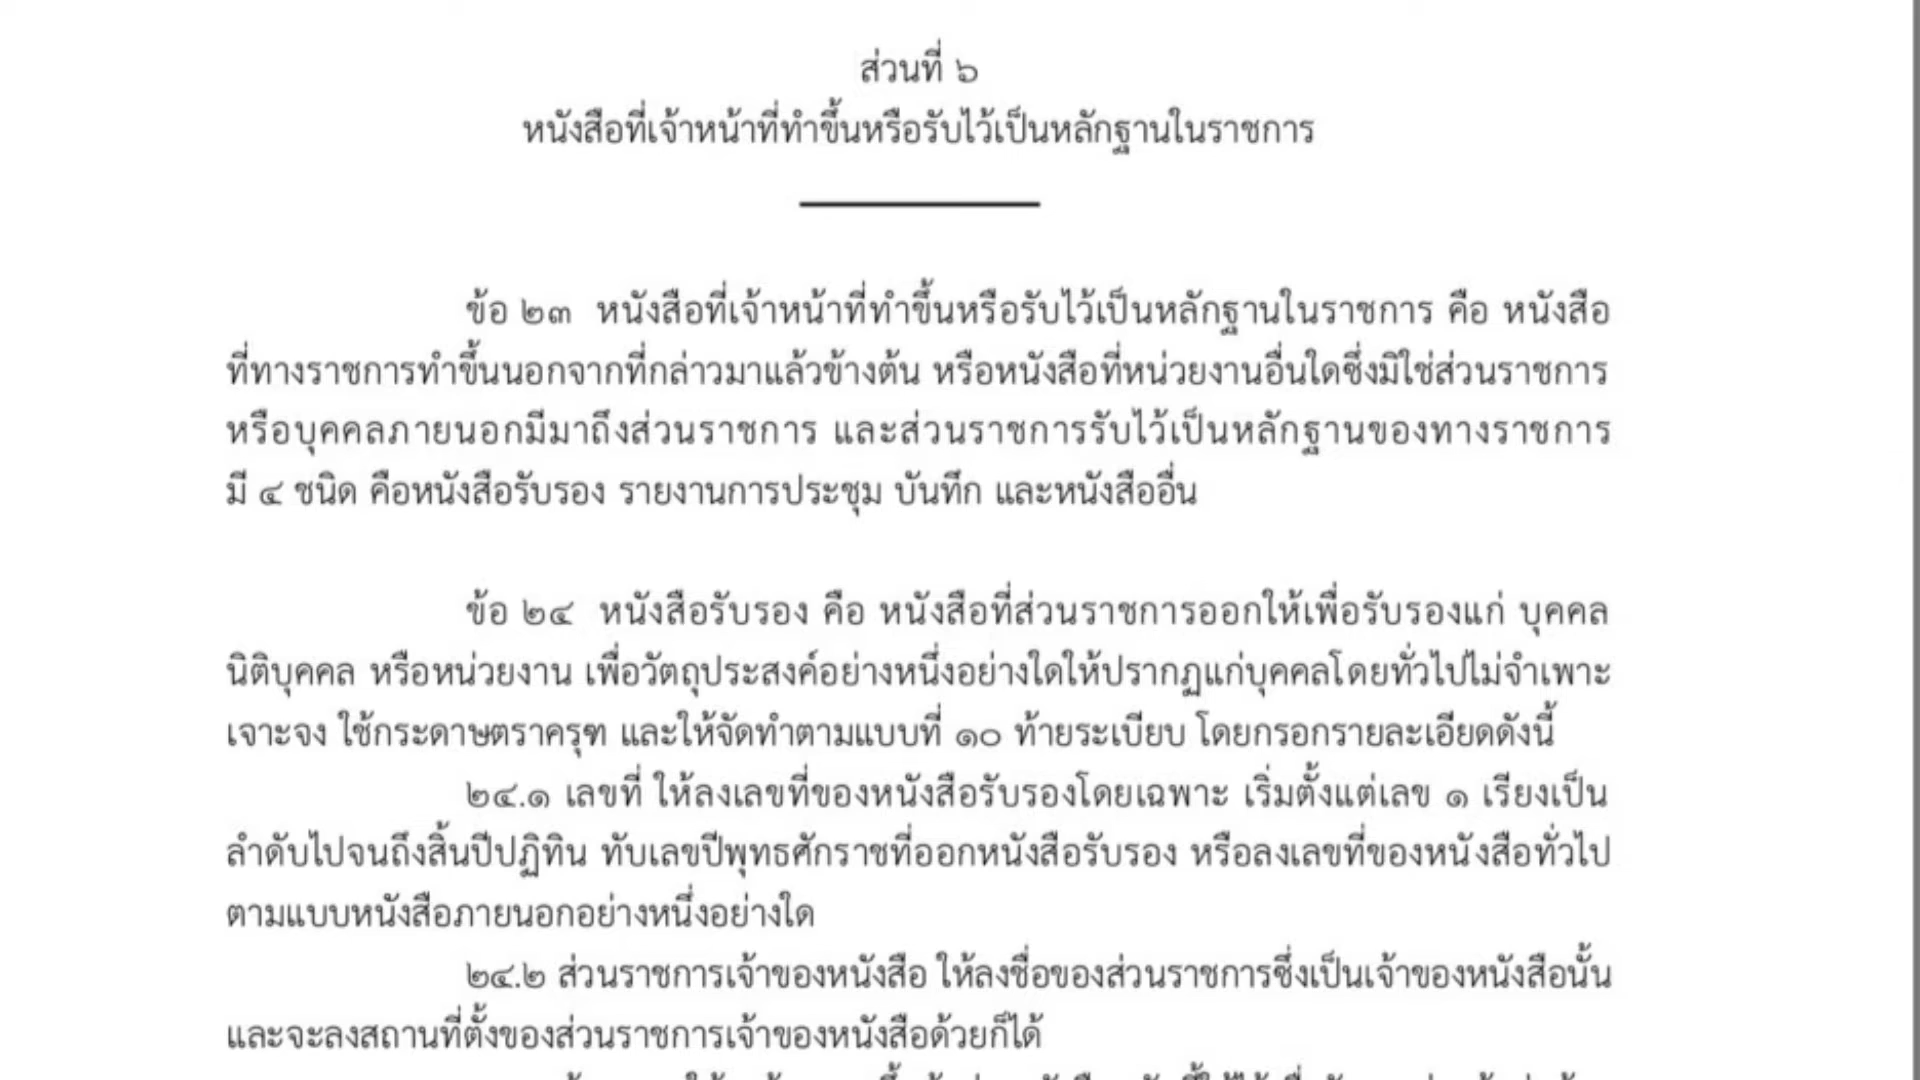 ส่วนที่ ๖
หนังสือที่เจ้าหน้าที่ทำขึ้นหรือรับไว้เป็นหลักฐานในราชการ
ข้อ ๒๓ หนังสือที่เจ้าหน้าที่ทำขึ้นหรือรับไว้เป็นหลักฐานในราชการ คือ หนังสือ
ที่ทางราชการทำขึ้นนอกจากที่กล่าวมาแล้วข้างต้น หรือหนังสือที่หน่วยงานอื่นใดซึ่งมิใช่ส่วนราชการ
หรือบุคคลภายนอกมีมาถึงส่วนราชการ และส่วนราชการรับไว้เป็นหลักฐานของทางราชการ
มี ๔ ชนิด คือหนังสือรับรอง รายงานการประชุม บันทึก และหนังสืออื่น
ข้อ ๒๔ หนังสือรับรอง คือ หนังสือที่ส่วนราชการออกให้เพื่อรับรองแก่ บุคคล
นิติบุคคล หรือหน่วยงาน เพื่อวัตถุประสงค์อย่างหนึ่งอย่างใดให้ปรากฏแก่บุคคลโดยทั่วไปไม่จำเพาะ
เจาะจง ใช้กระดาษตราครุฑ และให้จัดทำตามแบบที่ ๑๐ ท้ายระเบียบ โดยกรอกรายละเอียดดังนี้
๒๔.๑ เลขที่ ให้ลงเลขที่ของหนังสือรับรองโดยเฉพาะ เริ่มตั้งแต่เลข ๑ เรียงเป็น
ลำดับไปจนถึงสิ้นปีปฏิทิน ทับเลขปีพุทธศักราชที่ออกหนังสือรับรอง หรือลงเลขที่ของหนังสือทั่วไป
ตามแบบหนังสือภายนอกอย่างหนึ่งอย่างใด
๒๔.๒ ส่วนราชการเจ้าของหนังสือ ให้ลงชื่อของส่วนราชการซึ่งเป็นเจ้าของหนังสือนั้น
และจะลงสถานที่ตั้งของส่วนราชการเจ้าของหนังสือด้วยก็ได้